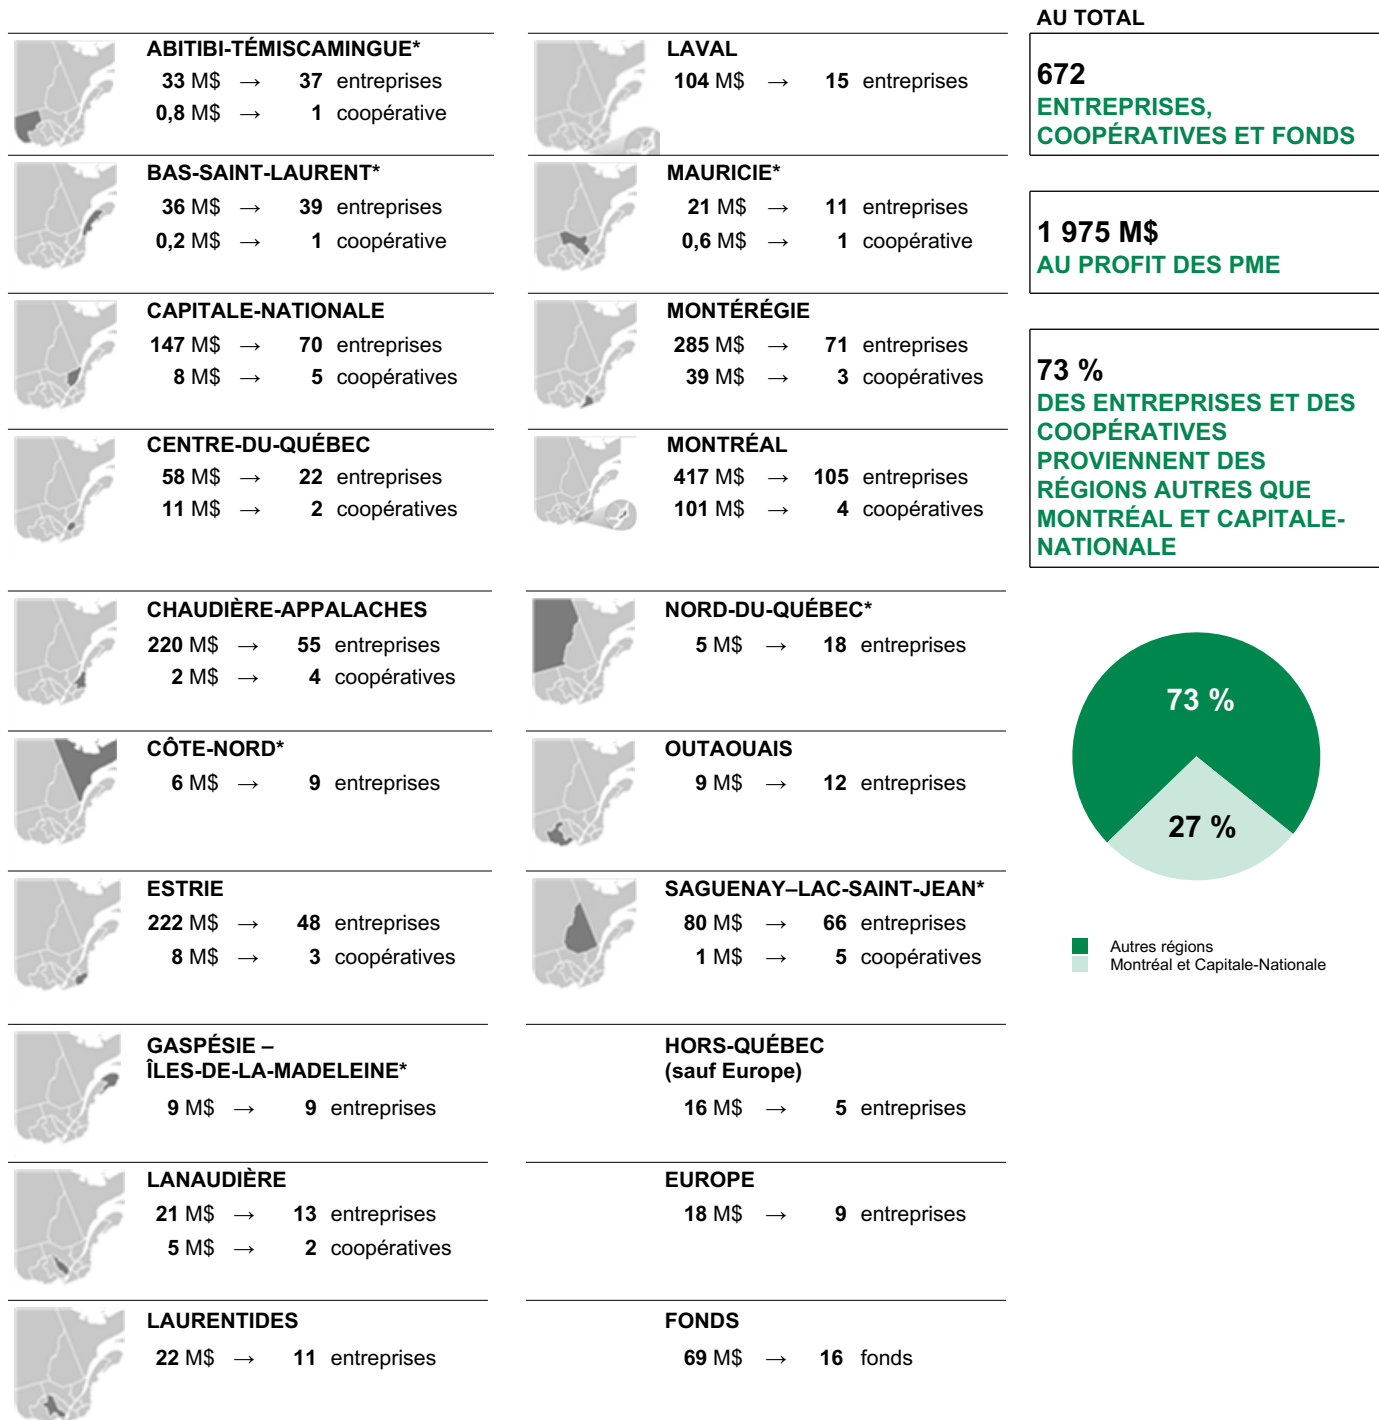 ABITIBI-TÉMISCAMINGUE*
33 M$ → 37 entreprises
0,8 M$ → 1 coopérative
BAS-SAINT-LAURENT*
36 M$ → 39 entreprises
0,2 M$ → 1 coopérative
CAPITALE-NATIONALE
147 M$ → 70 entreprises
8 M$ → 5 coopératives
CENTRE-DU-QUÉBEC
58 M$ → 22 entreprises
11 M$ → 2 coopératives
CHAUDIÈRE-APPALACHES
220 M$ → 55 entreprises
2 M$ → 4 coopératives
CÔTE-NORD*
6 M$ → 9 entreprises
ESTRIE
222 M$ → 48 entreprises
8 M$ → 3 coopératives
GASPÉSIE –
ÎLES-DE-LA-MADELEINE*
9 M$ → 9 entreprises
LANAUDIÈRE
21 M$ → 13 entreprises
5 M$ → 2 coopératives
LAURENTIDES
22 M$ → 11 entreprises
LAVAL
104 M$ → 15 entreprises
MAURICIE*
21 M$ → 11 entreprises
0,6 M$ → 1 coopérative
MONTÉRÉGIE
285 M$ → 71 entreprises
39 M$ → 3 coopératives
MONTRÉAL
417 M$ → 105 entreprises
101 M$ → 4 coopératives
NORD-DU-QUÉBEC*
5 M$ → 18 entreprises
OUTAOUAIS
9 M$ → 12 entreprises
SAGUENAY–LAC-SAINT-JEAN*
80 M$ → 66 entreprises
1 M$ → 5 coopératives
HORS-QUÉBEC
(sauf Europe)
16 M$ → 5 entreprises
EUROPE
18 M$ → 9 entreprises
FONDS
69 M$ → 16 fonds
AU TOTAL
672
ENTREPRISES,
COOPÉRATIVES ET FONDS
1 975 M$
AU PROFIT DES PME
73 %
DES ENTREPRISES ET DES
COOPÉRATIVES
PROVIENNENT DES
RÉGIONS AUTRES QUE
MONTRÉAL ET CAPITALE-
NATIONALE
73 %
27 %
Autres régions
Montréal et Capitale-Nationale